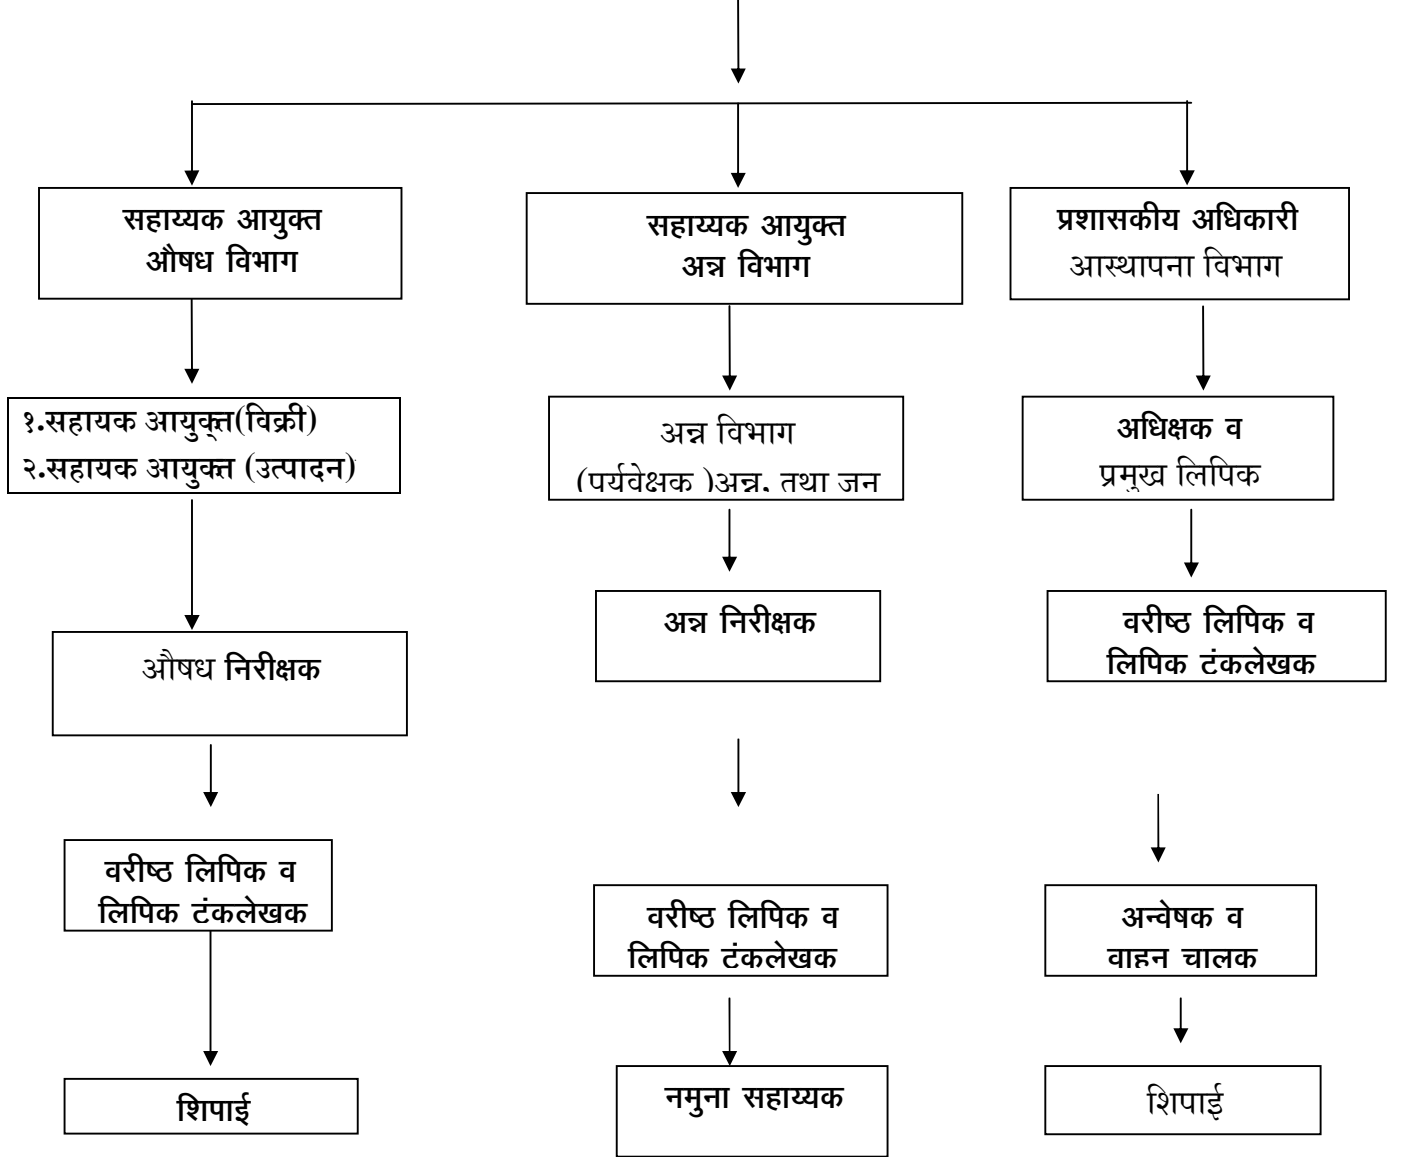 सहाय्यक आयुक्त
औषध विभाग
सहाय्यक आयुक्त
अन्न विभाग
प्रशासकीय अधिकारी
आस्थापना विभाग
१.सहायक आयुक्त(विक्री)
२.सहायक आयुक्त (उत्पादन)
अन्न विभाग
(पर्यवेक्षक )अन्न, तथा जन
अधिक्षक व
प्रमुख लिपिक
औषध निरीक्षक
अन्न निरीक्षक
वरीष्ठ लिपिक व
लिपिक टंकलेखक
वरीष्ठ लिपिक व
लिपिक टंकलेखक
वरीष्ठ लिपिक व
लिपिक टंकलेखक
अन्वेषक व
वाहन चालक
शिपाई
नमुना सहाय्यक
शिपाई